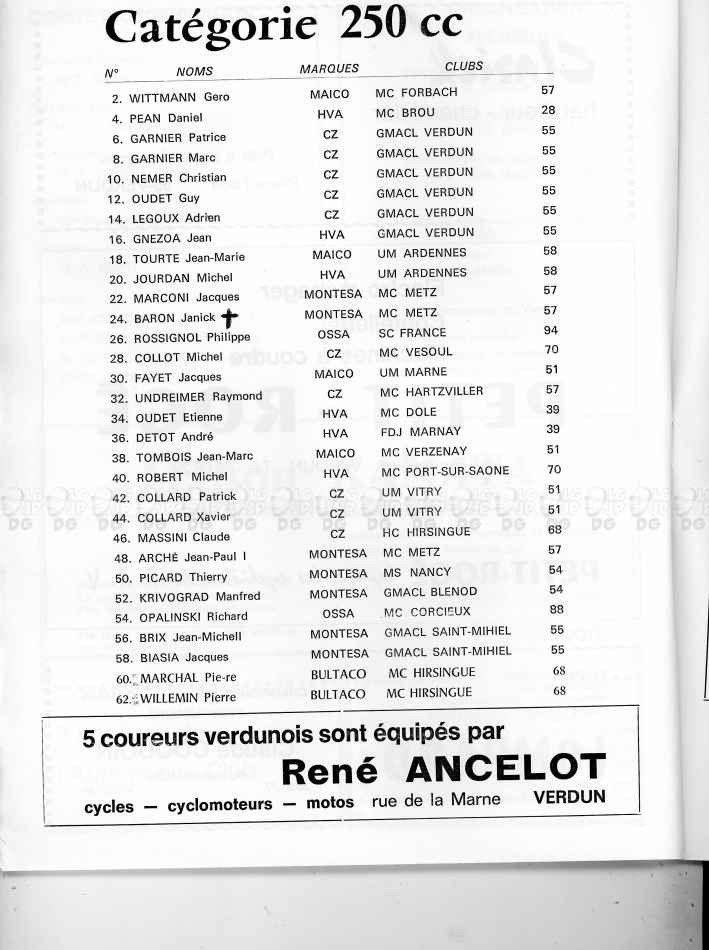 Catégorie 250 cc
N° NOMS MARQUES CLUBS
2. WITTMANN Gero MAICO MC FORBACH 57
4. PEAN Daniel HVA MC BROU 28
6. GARNIER Patrice CZ GMACL VERDUN 55
8. GARNIER Marc CZ GMACL VERDUN 55
10. NEMER Christian CZ GMACL VERDUN 55
12. OUDET Guy CZ GMACL VERDUN 55
14. LEGOUX Adrien CZ GMACL VERDUN 55
16. GNEZOA Jean HVA GMACL VERDUN 55
18. TOURTE Jean-Marie MAICO UM ARDENNES 58
20. JOURDAN Michel HVA UM ARDENNES 58
22. MARCONI Jacques MONTESA MC METZ 57
24. BARON Janick ✝ MONTESA MC METZ 57
26. ROSSIGNOL Philippe OSSA SC FRANCE 94
28. COLLOT Michel CZ MC VESOUL 70
30. FAYET Jacques MAICO UM MARNE 51
32. UNDREIMER Raymond CZ MC HARTZVILLER 57
34. OUDET Etienne HVA MC DOLE 39
36. DETOT André HVA FDJ MARNAY 39
38. TOMBOIS Jean-Marc MAICO MC VERZENAY 51
40. ROBERT Michel HVA MC PORT-SUR-SAONE 70
42. COLLARD Patrick CZ UM VITRY 51
44. COLLARD Xavier CZ UM VITRY 51
46. MASSINI Claude CZ HC HIRSINGUE 68
48. ARCHÉ Jean-Paul I MONTESA MC METZ 57
50. PICARD Thierry MONTESA MS NANCY 54
52. KRIVOGRAD Manfred MONTESA GMACL BLENOD 54
54. OPALINSKI Richard OSSA MC CORCIEUX 88
56. BRIX Jean-Michell MONTESA GMACL SAINT-MIHIEL 55
58. BIASIA Jacques MONTESA GMACL SAINT-MIHIEL 55
60. MARCHAL Pie-re BULTACO MC HIRSINGUE 68
62. WILLEMIN Pierre BULTACO MC HIRSINGUE 68
5 coureurs verdunois sont équipés par
René ANCELOT
cycles — cyclomoteurs — motos rue de la Marne VERDUN